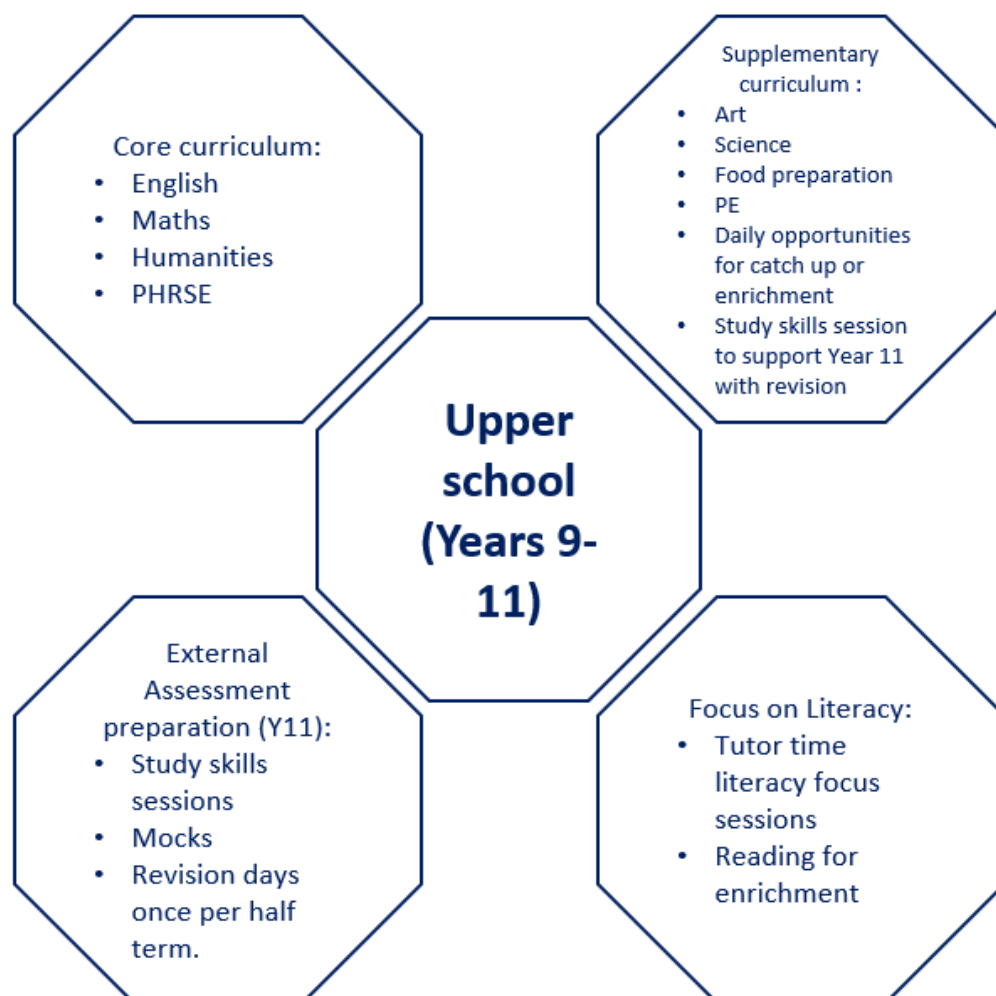 Core curriculum:
• English
• Maths
• Humanities
• PHRSE
Supplementary
curriculum :
• Art
• Science
• Food preparation
• PE
• Daily opportunities
for catch up or
enrichment
• Study skills session
to support Year 11
with revision
Upper
school
(Years 9-
11)
External
Assessment
preparation (Y11):
• Study skills
sessions
• Mocks
• Revision days
once per half
term.
Focus on Literacy:
• Tutor time
literacy focus
sessions
• Reading for
enrichment